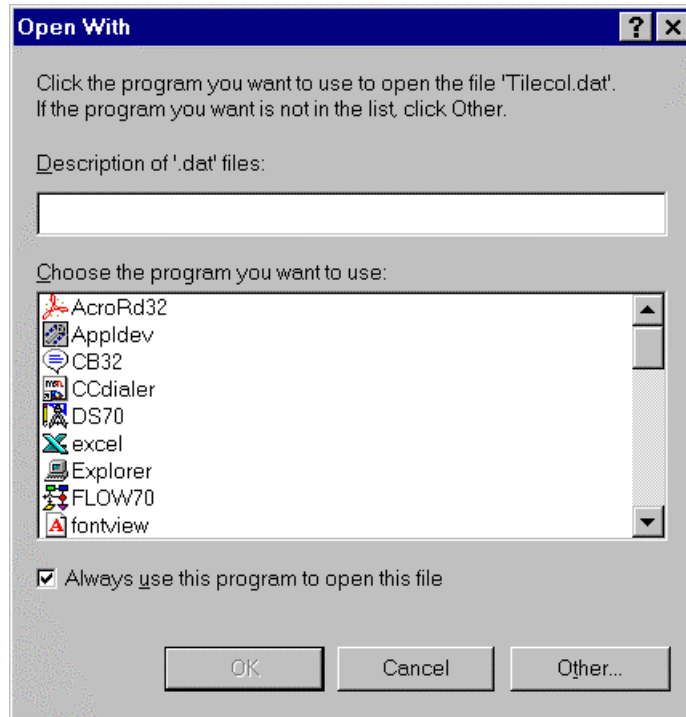 Open With
Click the program you want to use to open the file 'Tilecol.dat'.
If the program you want is not in the list, click Other.
Description of '.dat' files:
Choose the program you want to use:
AcroRd32
Appldev
CB32
CCdialer
DS70
excel
Explorer
FLOW70
fontview
Always use this program to open this file
OK
Cancel
Other...